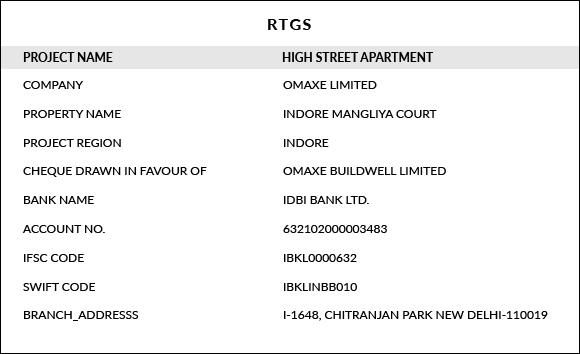 RTGS
PROJECT NAME HIGH STREET APARTMENT
COMPANY OMAXE LIMITED
PROPERTY NAME INDORE MANGLIYA COURT
PROJECT REGION INDORE
CHEQUE DRAWN IN FAVOUR OF OMAXE BUILDWELL LIMITED
BANK NAME IDBI BANK LTD.
ACCOUNT NO. 632102000003483
IFSC CODE IBKL0000632
SWIFT CODE IBKLINBB010
BRANCH_ADDRESSS I-1648, CHITRANJAN PARK NEW DELHI-110019